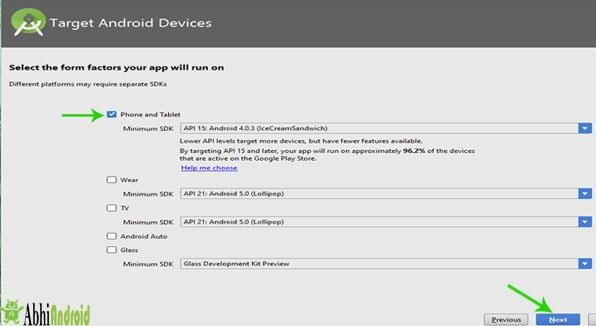 Target Android Devices
Select the form factors your app will run on
Different platforms may require separate SDKs
Phone and Tablet
Minimum SDK API 15: Android 4.0.3 (IceCreamSandwich)
Lower API levels target more devices, but have fewer features available.
By targeting API 15 and later, your app will run on approximately 96.2% of the devices
that are active on the Google Play Store.
Help me choose
Wear
Minimum SDK API 21: Android 5.0 (Lollipop)
TV
Minimum SDK API 21: Android 5.0 (Lollipop)
Android Auto
Glass
Minimum SDK Glass Development Kit Preview
AbhiAndroid
Previous Next